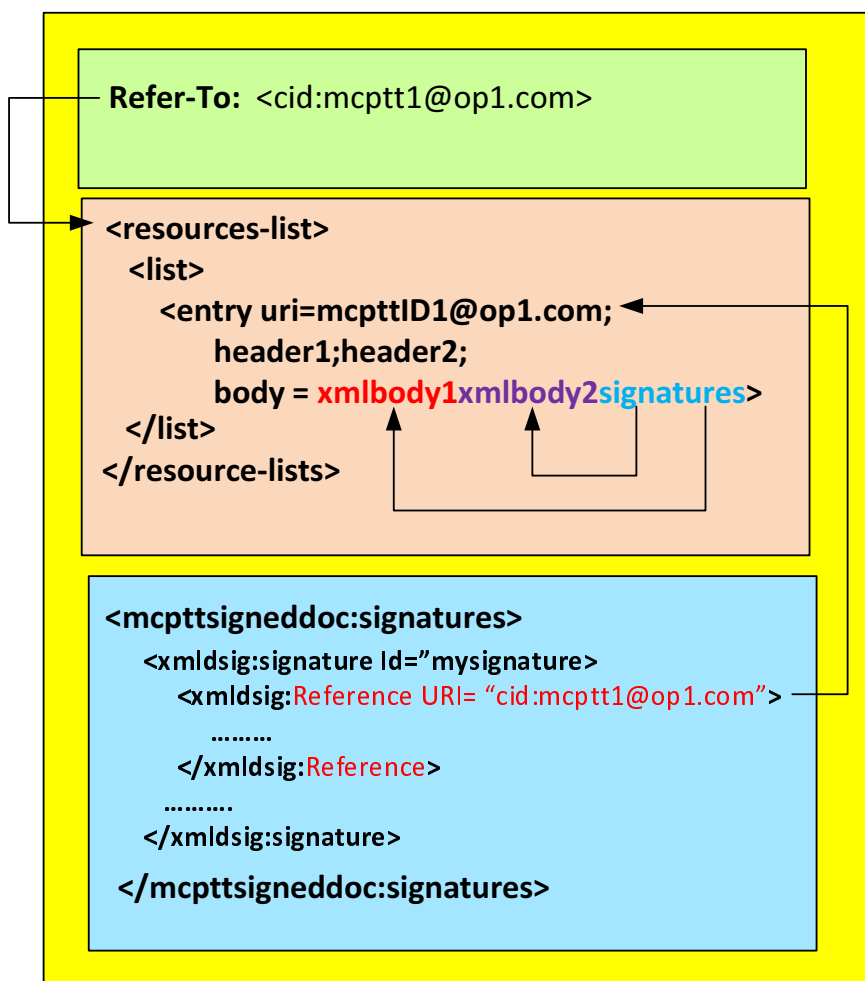 Refer-To: <cid:mcptt1@op1.com>
<resources-list>
<list>
<entry uri=mcpttID1@op1.com;
header1;header2;
body = xmlbody1xmlbody2signatures>
</list>
</resource-lists>
<mcpttsigneddoc:signatures>
<xmldsig:signature Id=”mysignature>
<xmldsig:Reference URI= “cid:mcptt1@op1.com”>
.........
</xmldsig:Reference>
..........
</xmldsig:signature>
</mcpttsigneddoc:signatures>